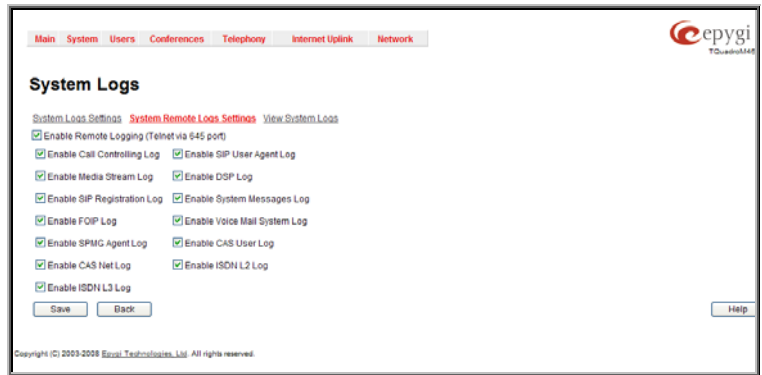 Main System Users Conferences Telephony Internet Uplink Network
epygi
TQuadroM46
System Logs
System Logs Settings System Remote Logs Settings View System Logs
Enable Remote Logging (Telnet via 645 port)
Enable Call Controlling Log Enable SIP User Agent Log
Enable Media Stream Log Enable DSP Log
Enable SIP Registration Log Enable System Messages Log
Enable FOIP Log Enable Voice Mail System Log
Enable SPMG Agent Log Enable CAS User Log
Enable CAS Net Log Enable ISDN L2 Log
Enable ISDN L3 Log
Save Back Help
Copyright (C) 2003-2008 Epygi Technologies, Ltd. All rights reserved.